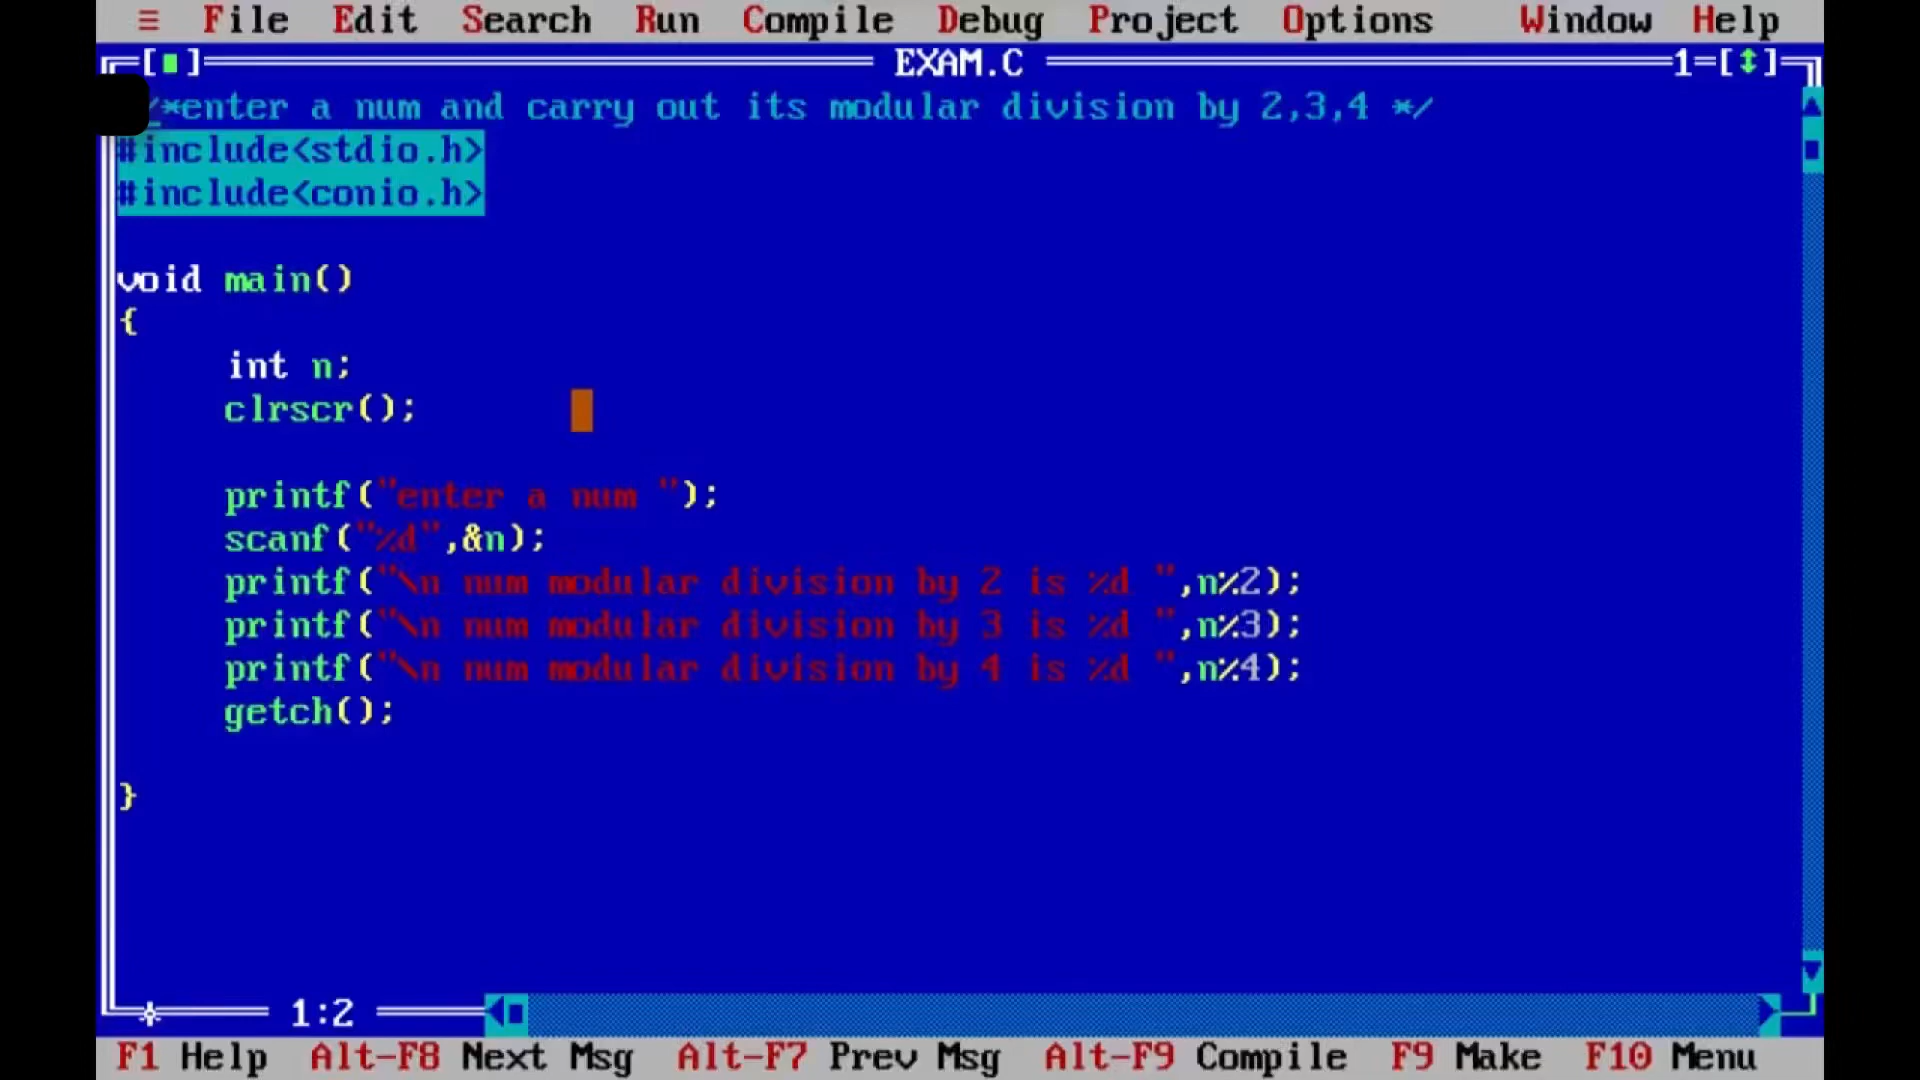 ≡ File Edit Search Run Compile Debug Project Options Window Help
[■] EXAM.C 1=[↕]
/*enter a num and carry out its modular division by 2,3,4 */
#include<stdio.h>
#include<conio.h>
void main()
{
int n;
clrscr();
printf("enter a num ");
scanf("%d",&n);
printf("\n num modular division by 2 is %d ",n%2);
printf("\n num modular division by 3 is %d ",n%3);
printf("\n num modular division by 4 is %d ",n%4);
getch();
}
1:2
F1 Help Alt-F8 Next Msg Alt-F7 Prev Msg Alt-F9 Compile F9 Make F10 Menu